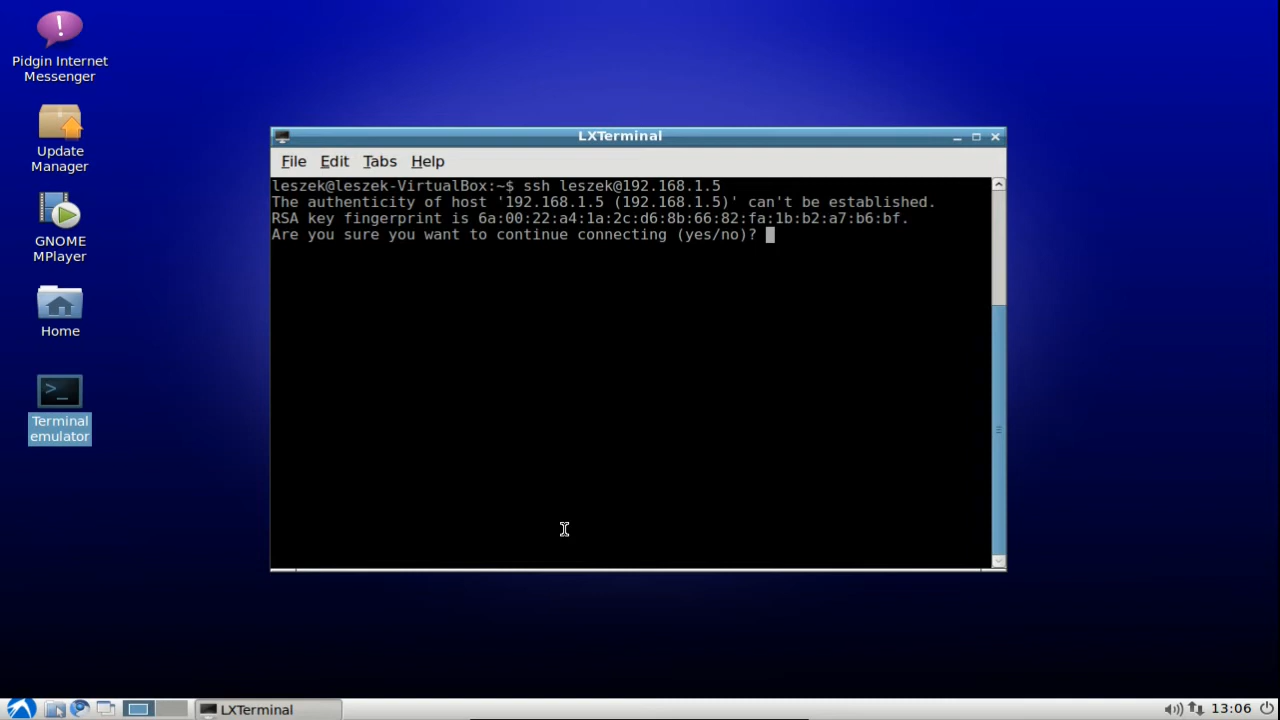 Pidgin Internet
Messenger
Update
Manager
GNOME
MPlayer
Home
>_
Terminal
emulator
LXTerminal
File Edit Tabs Help
leszek@leszek-VirtualBox:~$ ssh leszek@192.168.1.5
The authenticity of host '192.168.1.5 (192.168.1.5)' can't be established.
RSA key fingerprint is 6a:00:22:a4:1a:2c:d6:8b:66:82:fa:1b:b2:a7:b6:bf.
Are you sure you want to continue connecting (yes/no)?
LXTerminal
13:06